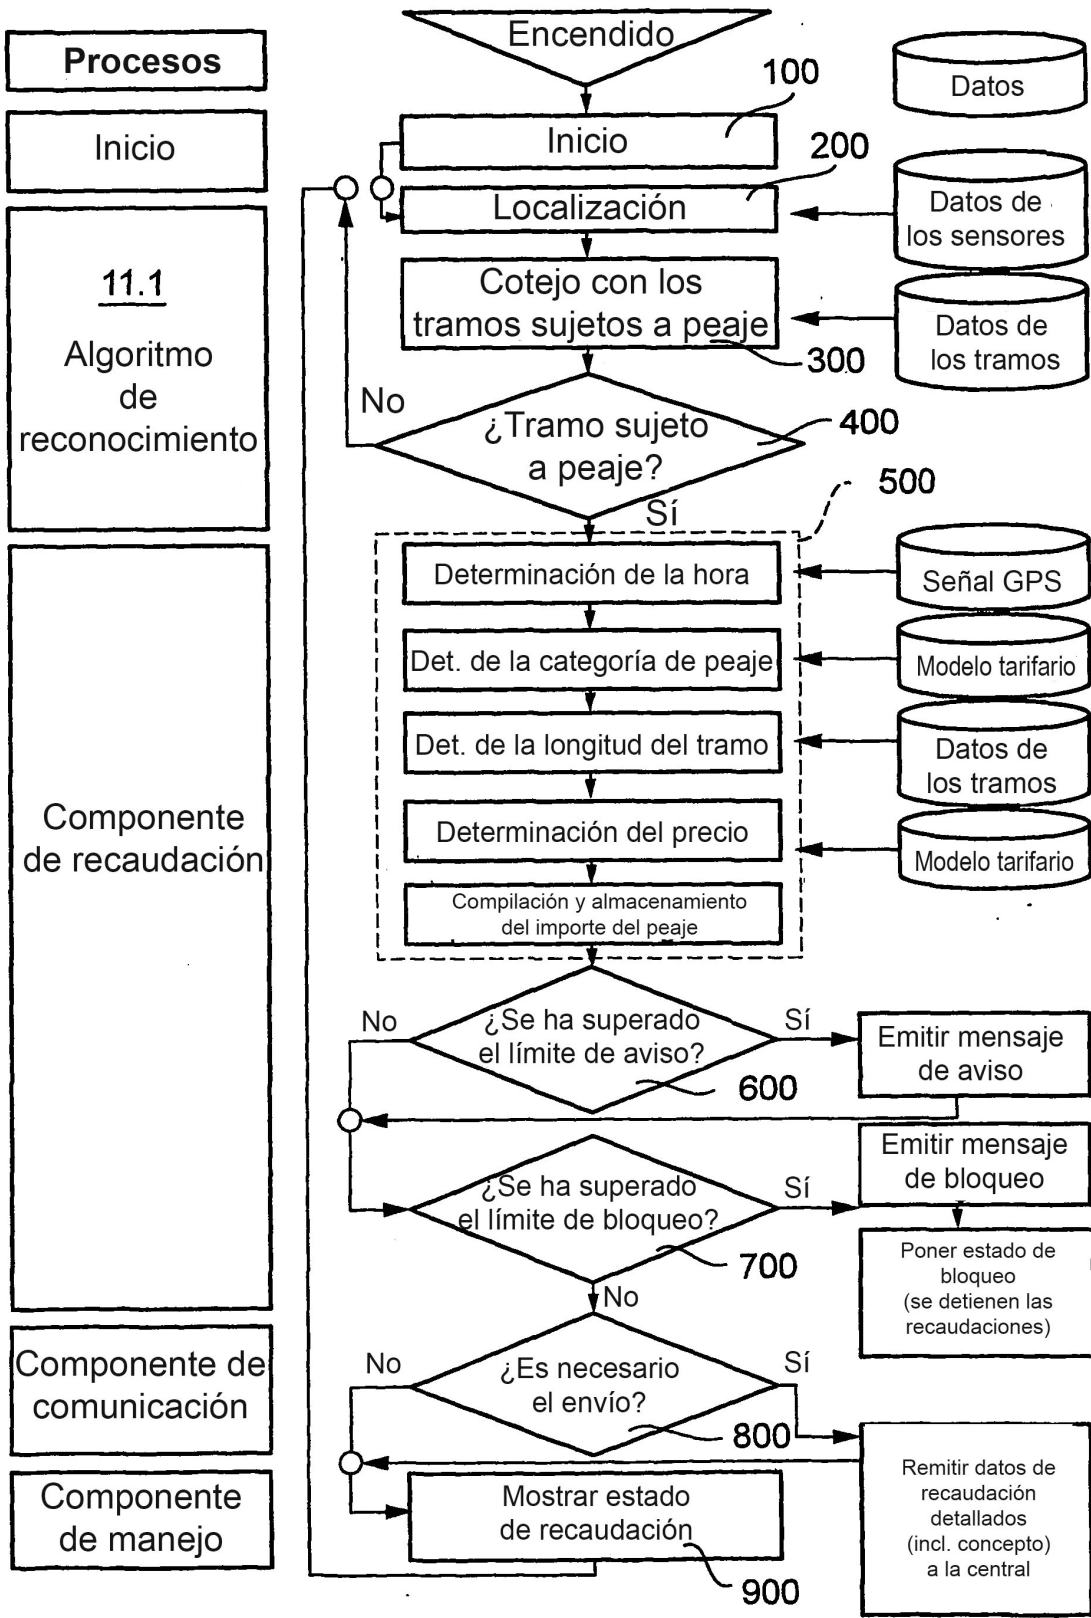 Procesos
Inicio
11.1
Algoritmo
de
reconocimiento
Componente
de recaudación
Componente de
comunicación
Componente
de manejo
Encendido
100
Inicio
200
Localización
Cotejo con los
tramos sujetos a peaje
300
No
¿Tramo sujeto
a peaje?
400
Sí
500
Determinación de la hora
Det. de la categoría de peaje
Det. de la longitud del tramo
Determinación del precio
Compilación y almacenamiento
del importe del peaje
No
¿Se ha superado
el límite de aviso?
Sí
600
Emitir mensaje
de aviso
¿Se ha superado
el límite de bloqueo?
Sí
700
No
Emitir mensaje
de bloqueo
Poner estado de
bloqueo
(se detienen las
recaudaciones)
No
¿Es necesario
el envío?
Sí
800
Remitir datos de
recaudación
detallados
(incl. concepto)
a la central
Mostrar estado
de recaudación
900
Datos
Datos de
los sensores
Datos de
los tramos
Señal GPS
Modelo tarifario
Datos de
los tramos
Modelo tarifario